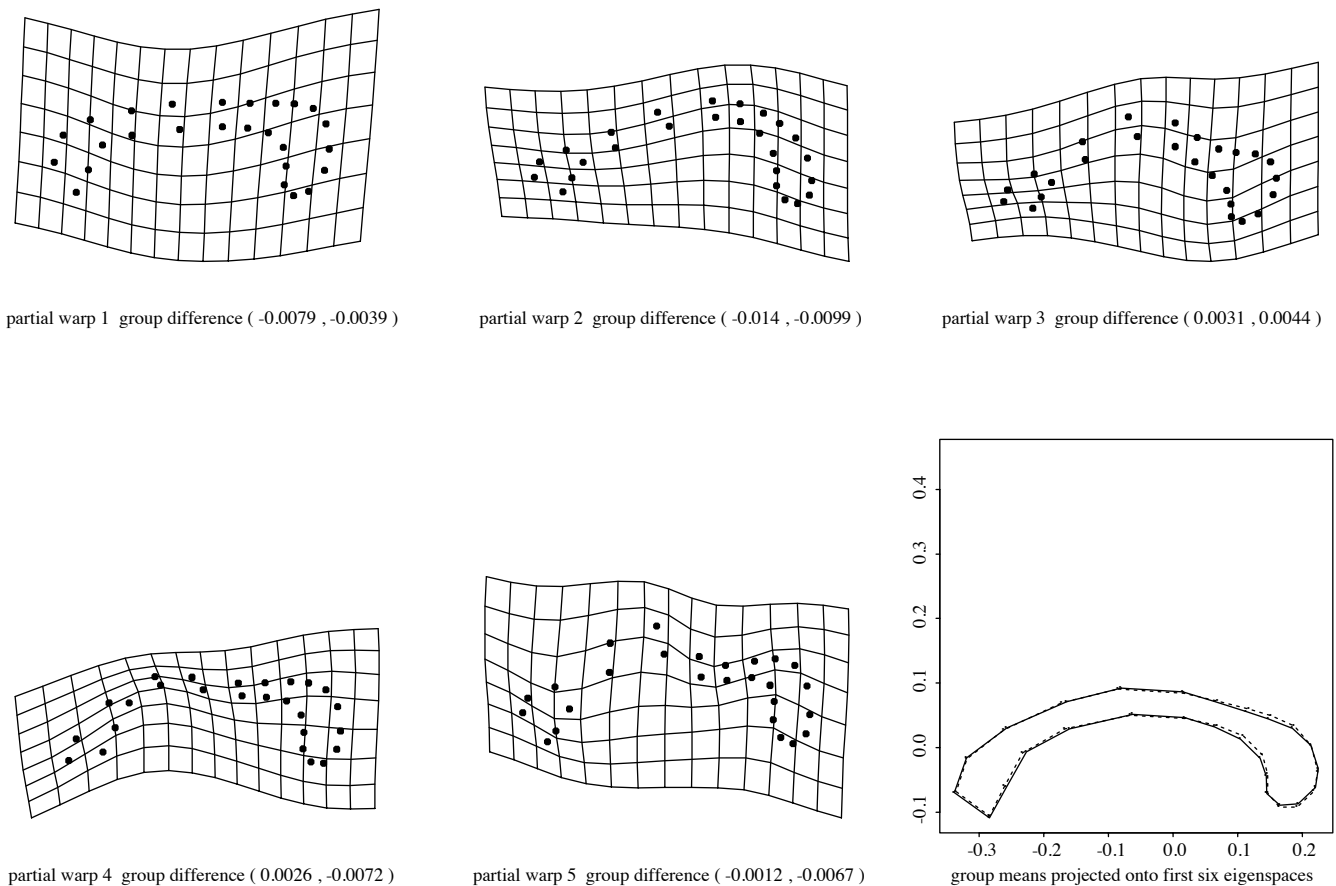 partial warp 1 group difference ( -0.0079 , -0.0039 )
partial warp 2 group difference ( -0.014 , -0.0099 )
partial warp 3 group difference ( 0.0031 , 0.0044 )
0.4
0.3
0.2
0.1
0.0
-0.1
-0.3 -0.2 -0.1 0.0 0.1 0.2
partial warp 4 group difference ( 0.0026 , -0.0072 )
partial warp 5 group difference ( -0.0012 , -0.0067 )
group means projected onto first six eigenspaces